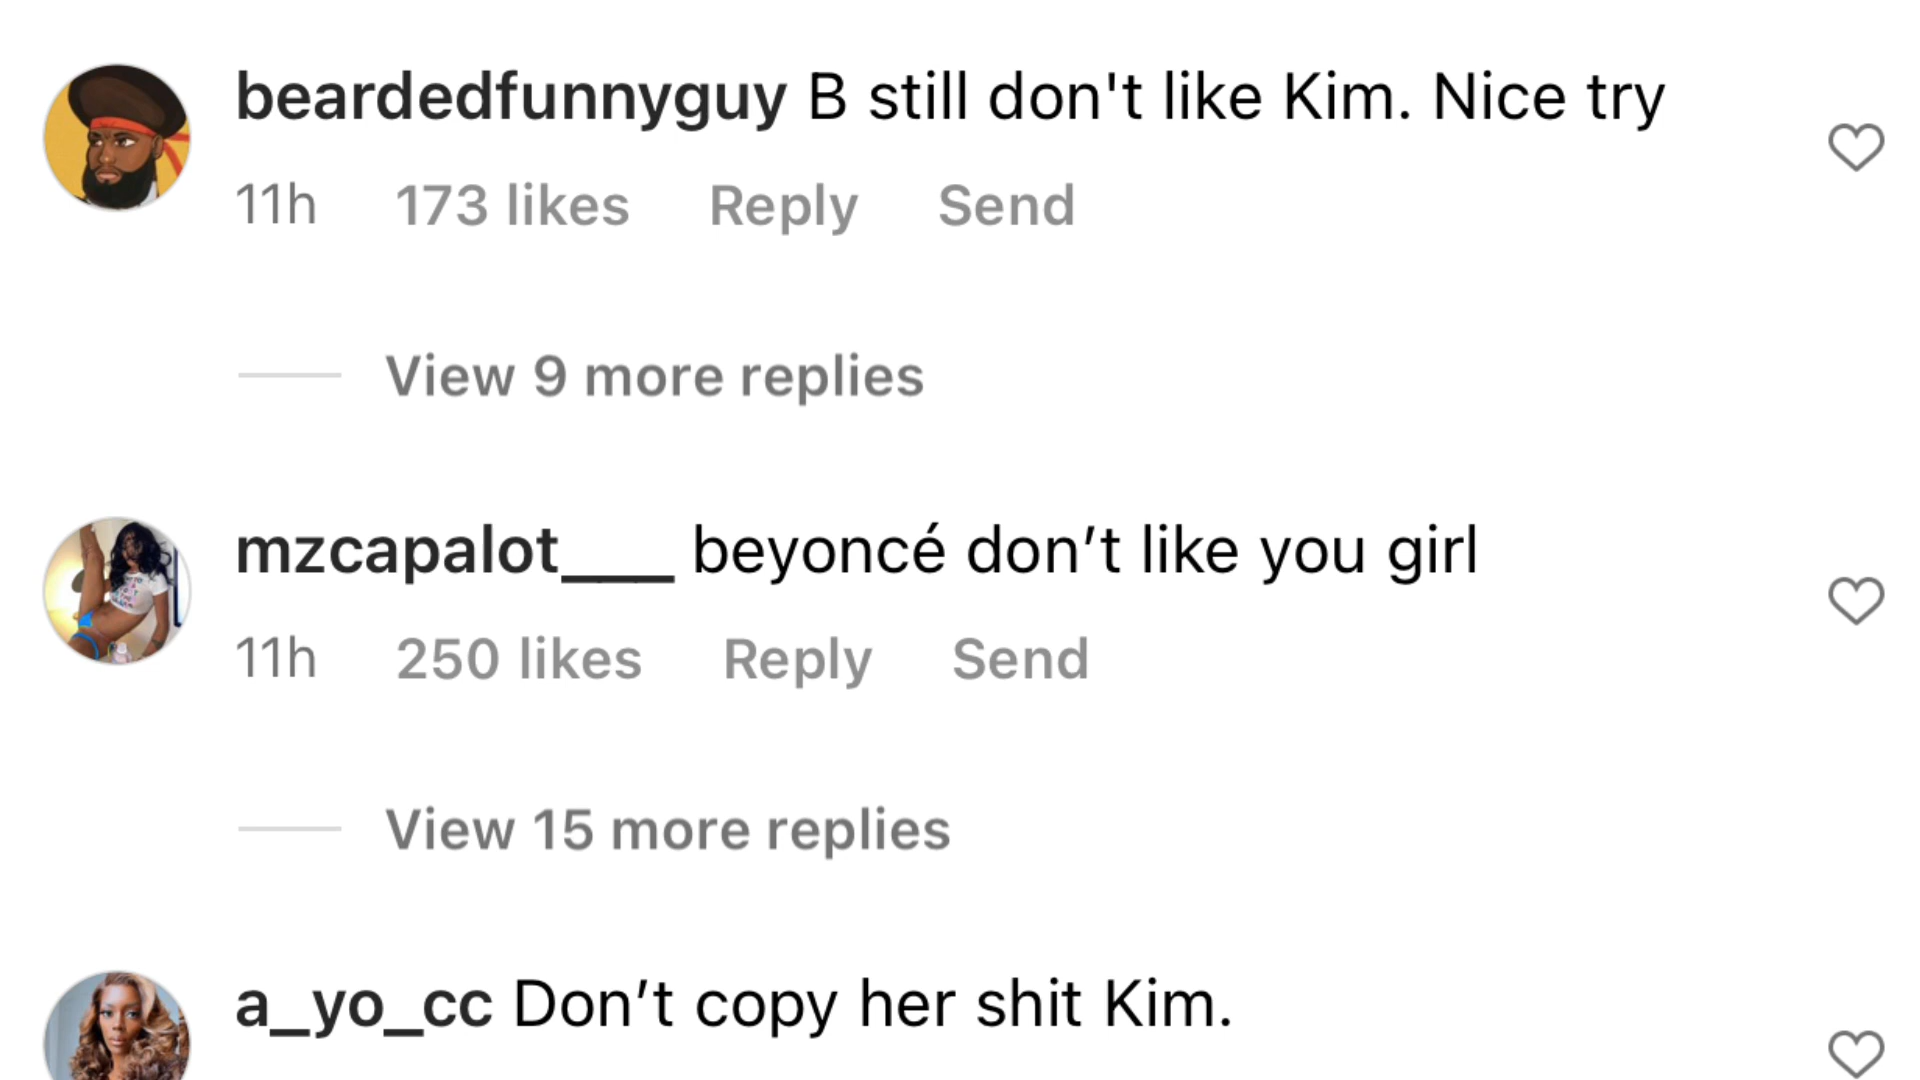 beardedfunnyguy B still don't like Kim. Nice try
11h 173 likes Reply Send
View 9 more replies
mzcapalot___ beyoncé don’t like you girl
11h 250 likes Reply Send
View 15 more replies
a_yo_cc Don’t copy her shit Kim.